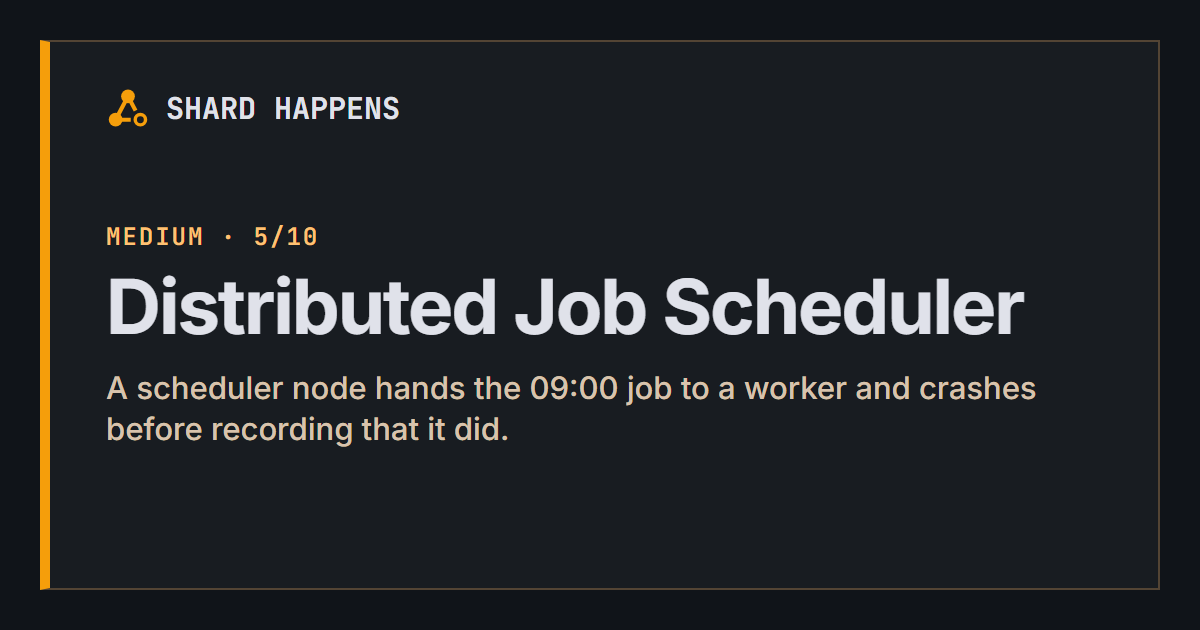 SHARD HAPPENS
MEDIUM · 5/10
Distributed Job Scheduler
A scheduler node hands the 09:00 job to a worker and crashes
before recording that it did.